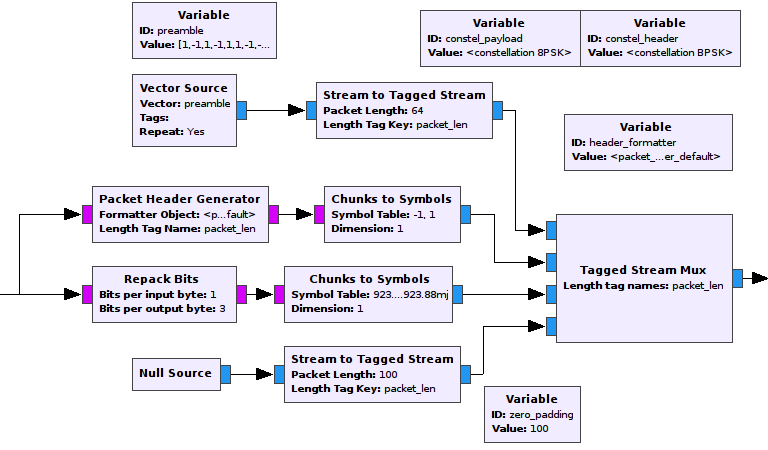 Variable
ID: preamble
Value: [1,-1,1,-1,1,1,-1,-...
Variable
ID: constel_payload
Value: <constellation 8PSK>
Variable
ID: constel_header
Value: <constellation BPSK>
Vector Source
Vector: preamble
Tags:
Repeat: Yes
Stream to Tagged Stream
Packet Length: 64
Length Tag Key: packet_len
Variable
ID: header_formatter
Value: <packet_...er_default>
Packet Header Generator
Formatter Object: <p...fault>
Length Tag Name: packet_len
Chunks to Symbols
Symbol Table: -1, 1
Dimension: 1
Tagged Stream Mux
Length tag names: packet_len
Repack Bits
Bits per input byte: 1
Bits per output byte: 3
Chunks to Symbols
Symbol Table: 923....923.88mj
Dimension: 1
Null Source
Stream to Tagged Stream
Packet Length: 100
Length Tag Key: packet_len
Variable
ID: zero_padding
Value: 100